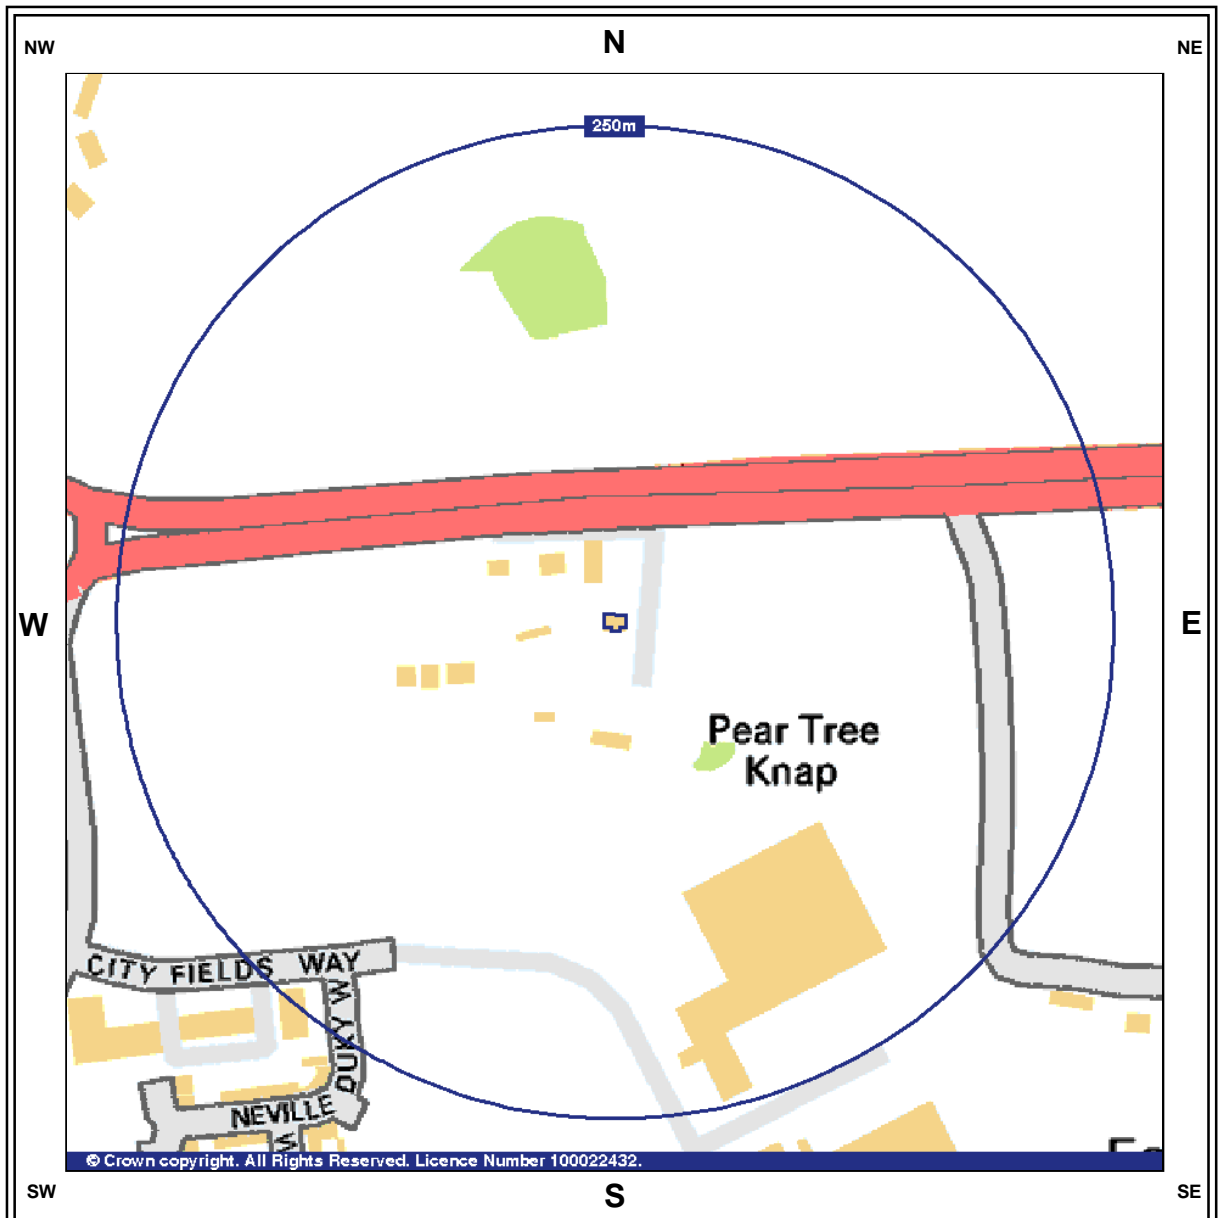 N
NW
NE
250m
W
E
Pear Tree
Knap
CITY FIELDS WAY
DUKY W
NEVILLE
W
© Crown copyright. All Rights Reserved. Licence Number 100022432.
SW
S
SE